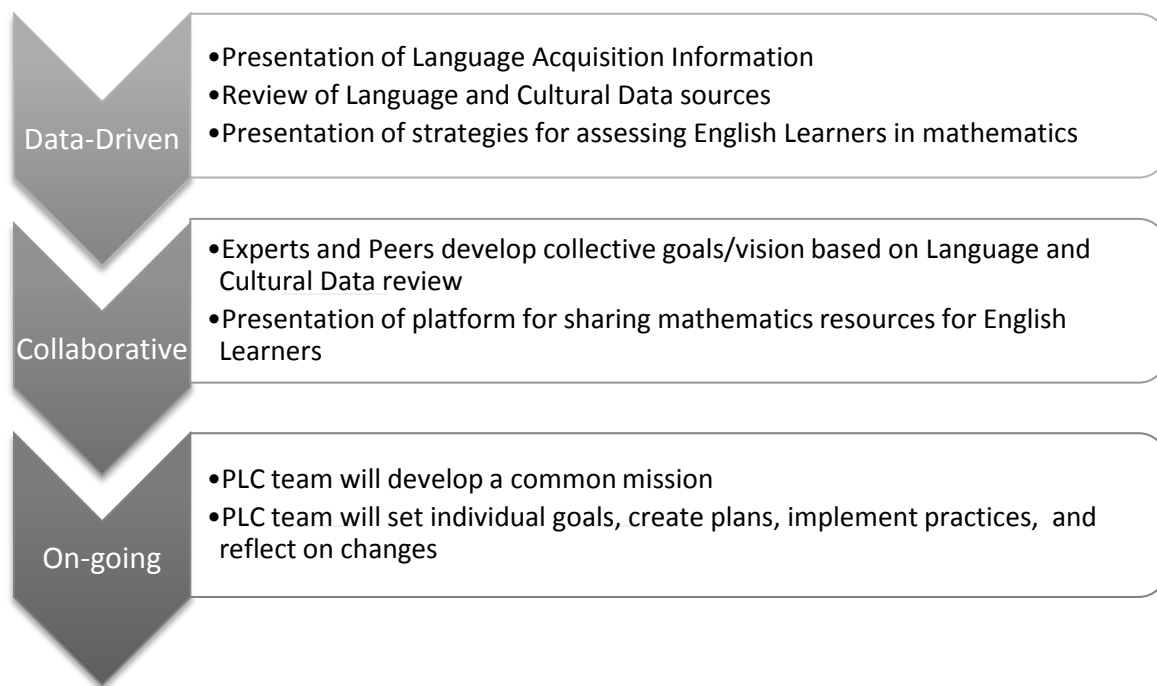 Data-Driven
•Presentation of Language Acquisition Information
•Review of Language and Cultural Data sources
•Presentation of strategies for assessing English Learners in mathematics
Collaborative
•Experts and Peers develop collective goals/vision based on Language and
Cultural Data review
•Presentation of platform for sharing mathematics resources for English
Learners
On-going
•PLC team will develop a common mission
•PLC team will set individual goals, create plans, implement practices,  and
reflect on changes